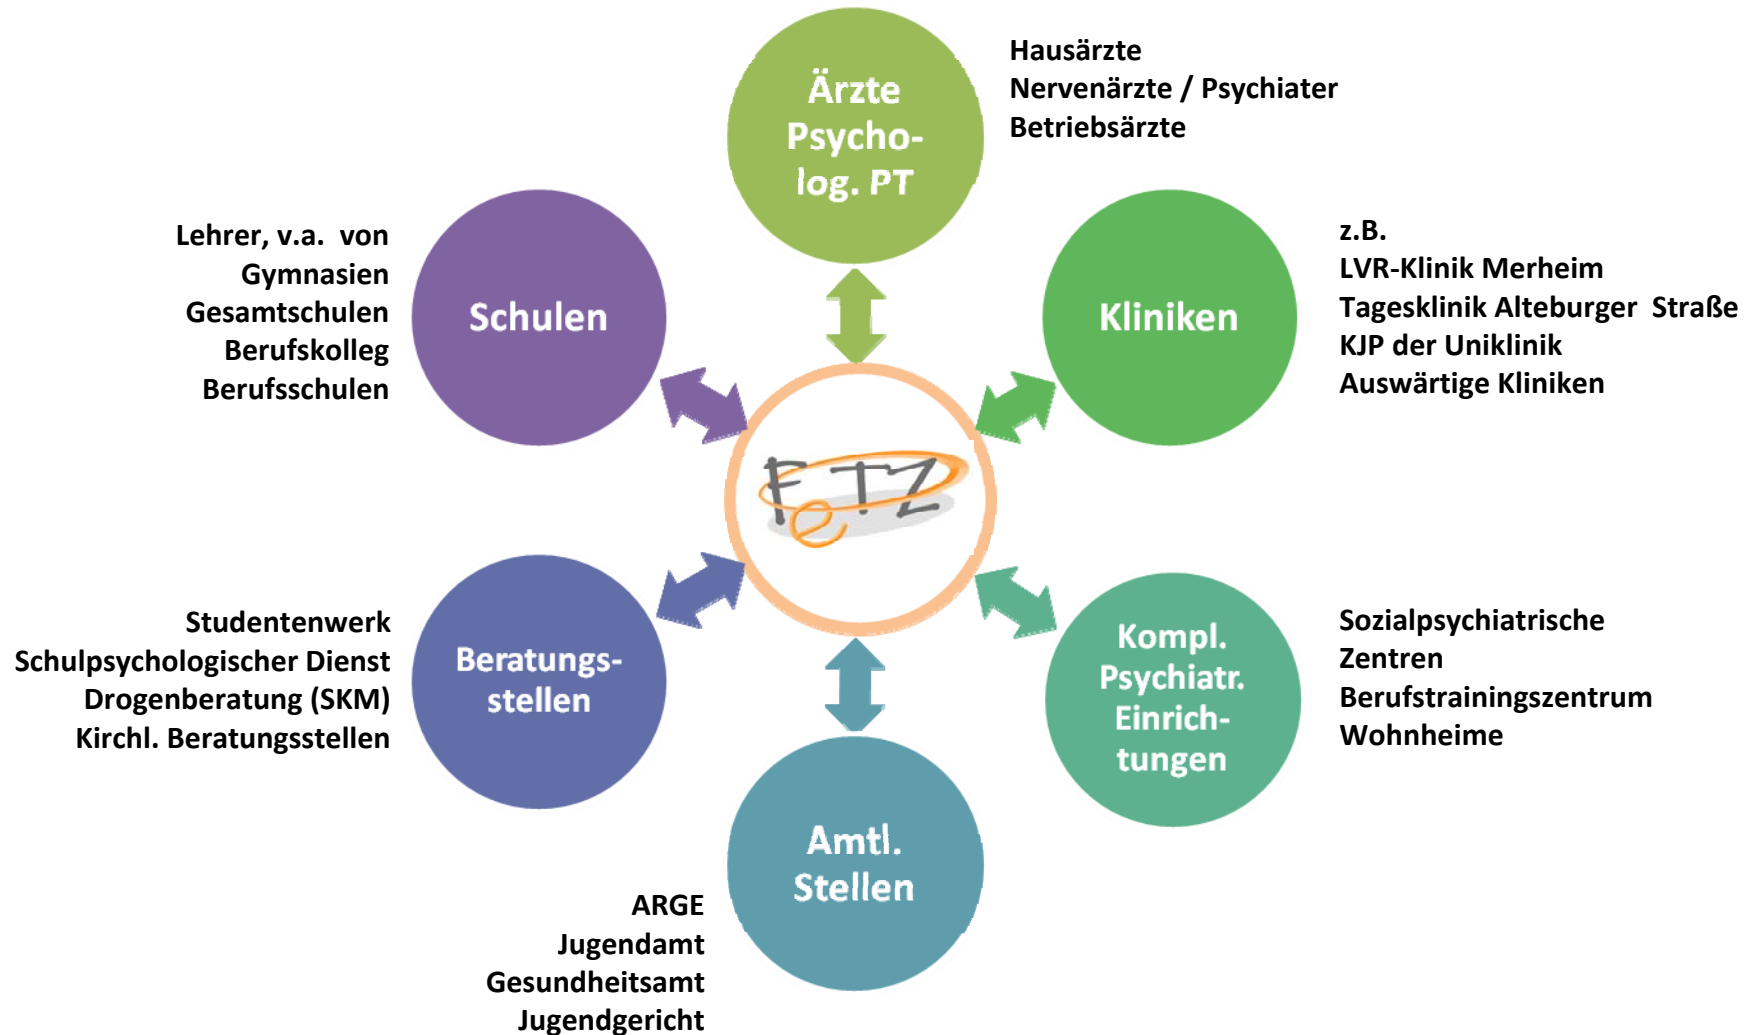 Ärzte
Psycho-
log. PT
Hausärzte
Nervenärzte / Psychiater
Betriebsärzte
Kliniken
z.B.
LVR-Klinik Merheim
Tagesklinik Alteburger Straße
KJP der Uniklinik
Auswärtige Kliniken
Kompl.
Psychiatr.
Einrich-
tungen
Sozialpsychiatrische
Zentren
Berufstrainingszentrum
Wohnheime
Amtl.
Stellen
ARGE
Jugendamt
Gesundheitsamt
Jugendgericht
Beratungs-
stellen
Studentenwerk
Schulpsychologischer Dienst
Drogenberatung (SKM)
Kirchl. Beratungsstellen
Schulen
Lehrer, v.a. von
Gymnasien
Gesamtschulen
Berufskolleg
Berufsschulen
FeTZ